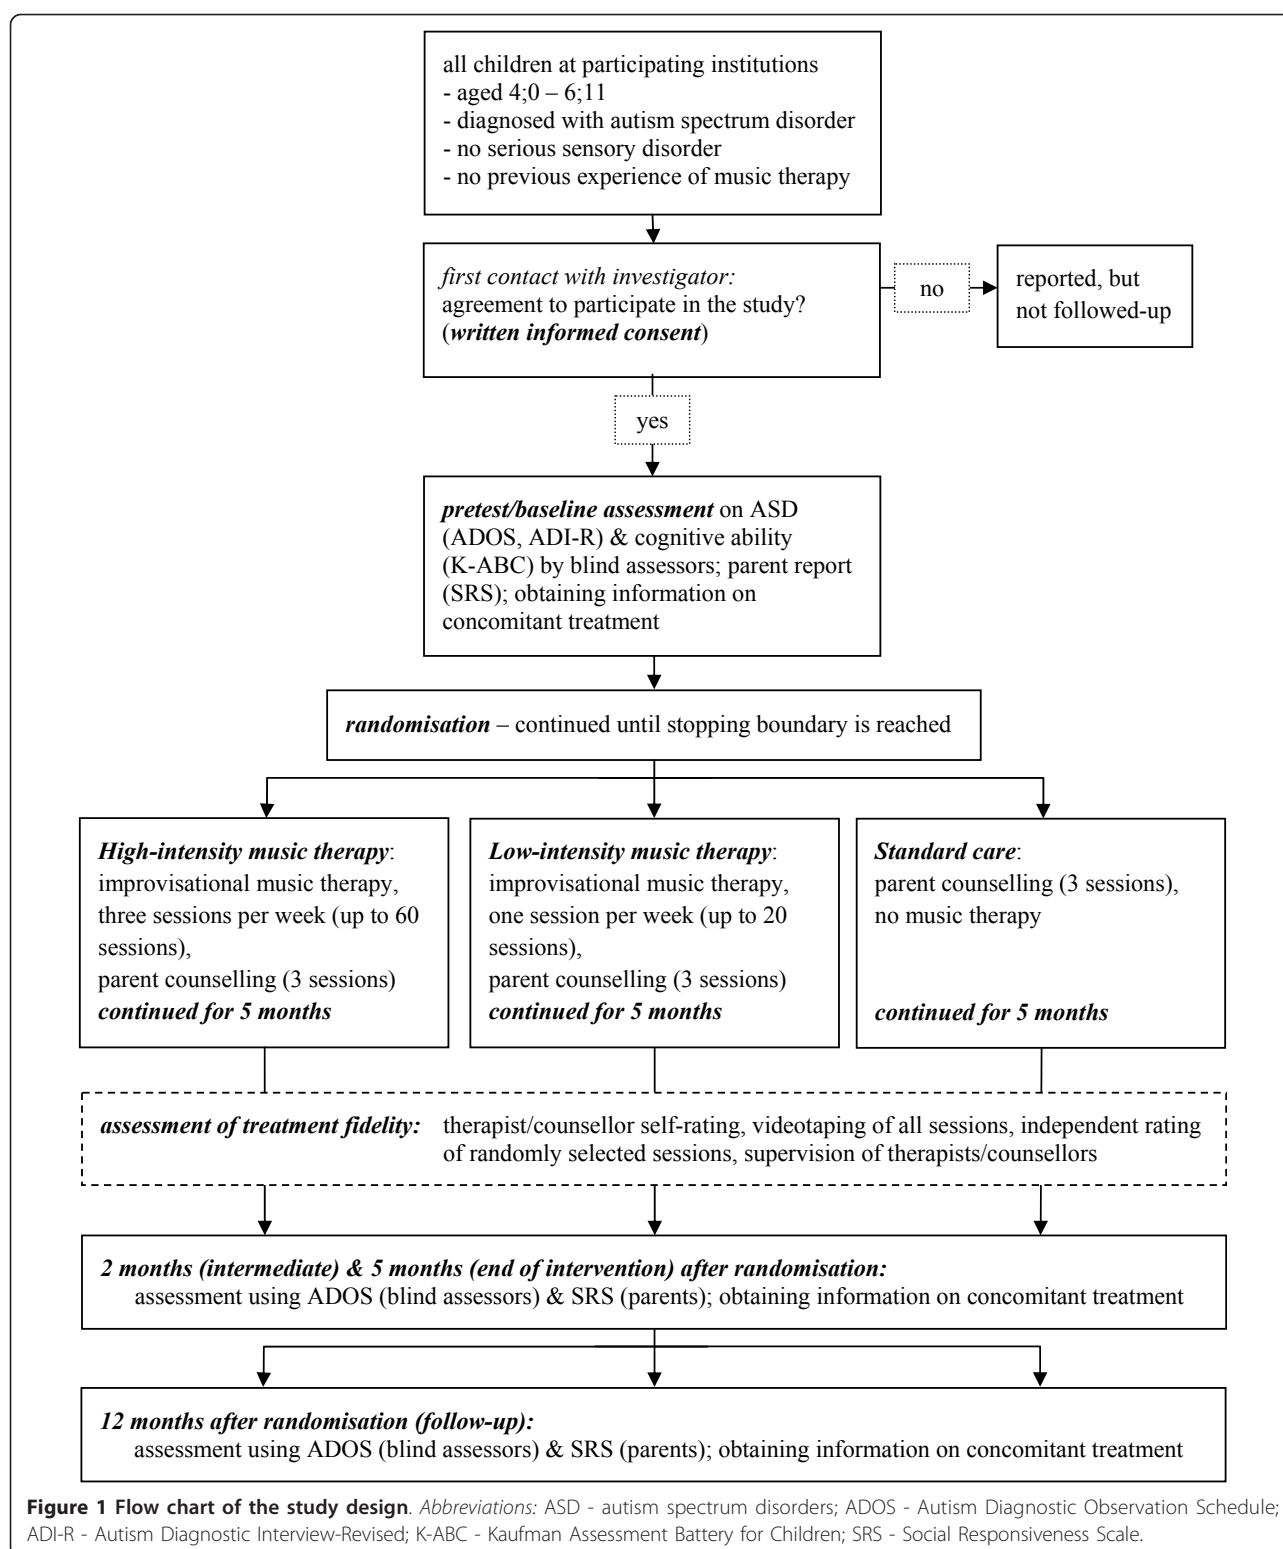 all children at participating institutions
- aged 4;0 – 6;11
- diagnosed with autism spectrum disorder
- no serious sensory disorder
- no previous experience of music therapy
first contact with investigator:
agreement to participate in the study?
(written informed consent)
no
reported, but
not followed-up
yes
pretest/baseline assessment on ASD
(ADOS, ADI-R) & cognitive ability
(K-ABC) by blind assessors; parent report
(SRS); obtaining information on
concomitant treatment
randomisation – continued until stopping boundary is reached
High-intensity music therapy:
improvisational music therapy,
three sessions per week (up to 60
sessions),
parent counselling (3 sessions)
continued for 5 months
Low-intensity music therapy:
improvisational music therapy,
one session per week (up to 20
sessions),
parent counselling (3 sessions)
continued for 5 months
Standard care:
parent counselling (3 sessions),
no music therapy
continued for 5 months
assessment of treatment fidelity: therapist/counsellor self-rating, videotaping of all sessions, independent rating
of randomly selected sessions, supervision of therapists/counsellors
2 months (intermediate) & 5 months (end of intervention) after randomisation:
assessment using ADOS (blind assessors) & SRS (parents); obtaining information on concomitant treatment
12 months after randomisation (follow-up):
assessment using ADOS (blind assessors) & SRS (parents); obtaining information on concomitant treatment
Figure 1 Flow chart of the study design. Abbreviations: ASD - autism spectrum disorders; ADOS - Autism Diagnostic Observation Schedule;
ADI-R - Autism Diagnostic Interview-Revised; K-ABC - Kaufman Assessment Battery for Children; SRS - Social Responsiveness Scale.